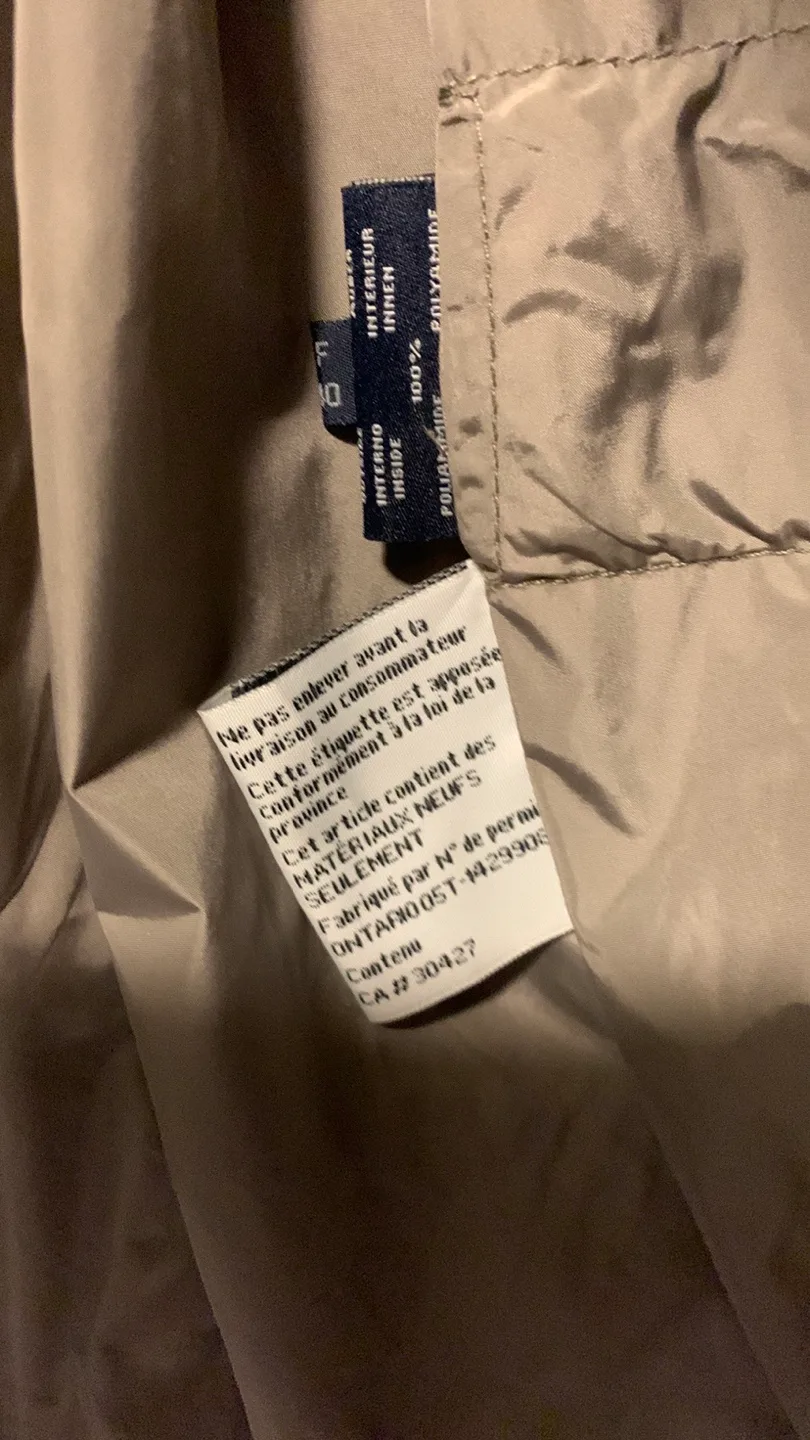 INTÉRIEUR
INNEN
POLYAMIDE
100%
INTERNO
INSIDE
Ne pas enlever avant la
livraison au consommateur
Cette étiquette est apposée
conformément à la loi de la
province
Cet article contient des
MATÉRIAUX NEUFS
SEULEMENT
Fabriqué par N° de permi
ONTARIO 05T-1429908
Contenu
CA # 30427